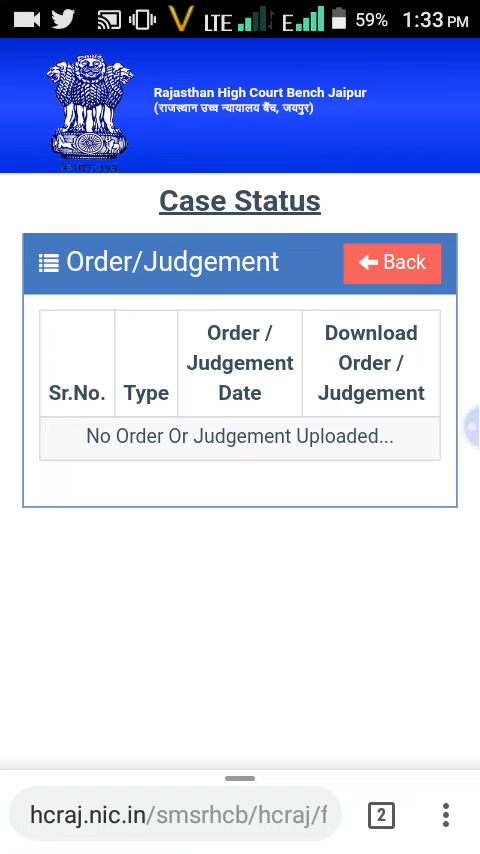 LTE E 59% 1:33 PM
Rajasthan High Court Bench Jaipur
(राजस्थान उच्च न्यायालय बैंच, जयपुर)
Case Status
Order/Judgement
Back
Sr.No.
Type
Order /
Judgement
Date
Download
Order /
Judgement
No Order Or Judgement Uploaded...
hcraj.nic.in/smsrhcb/hcraj/f
2